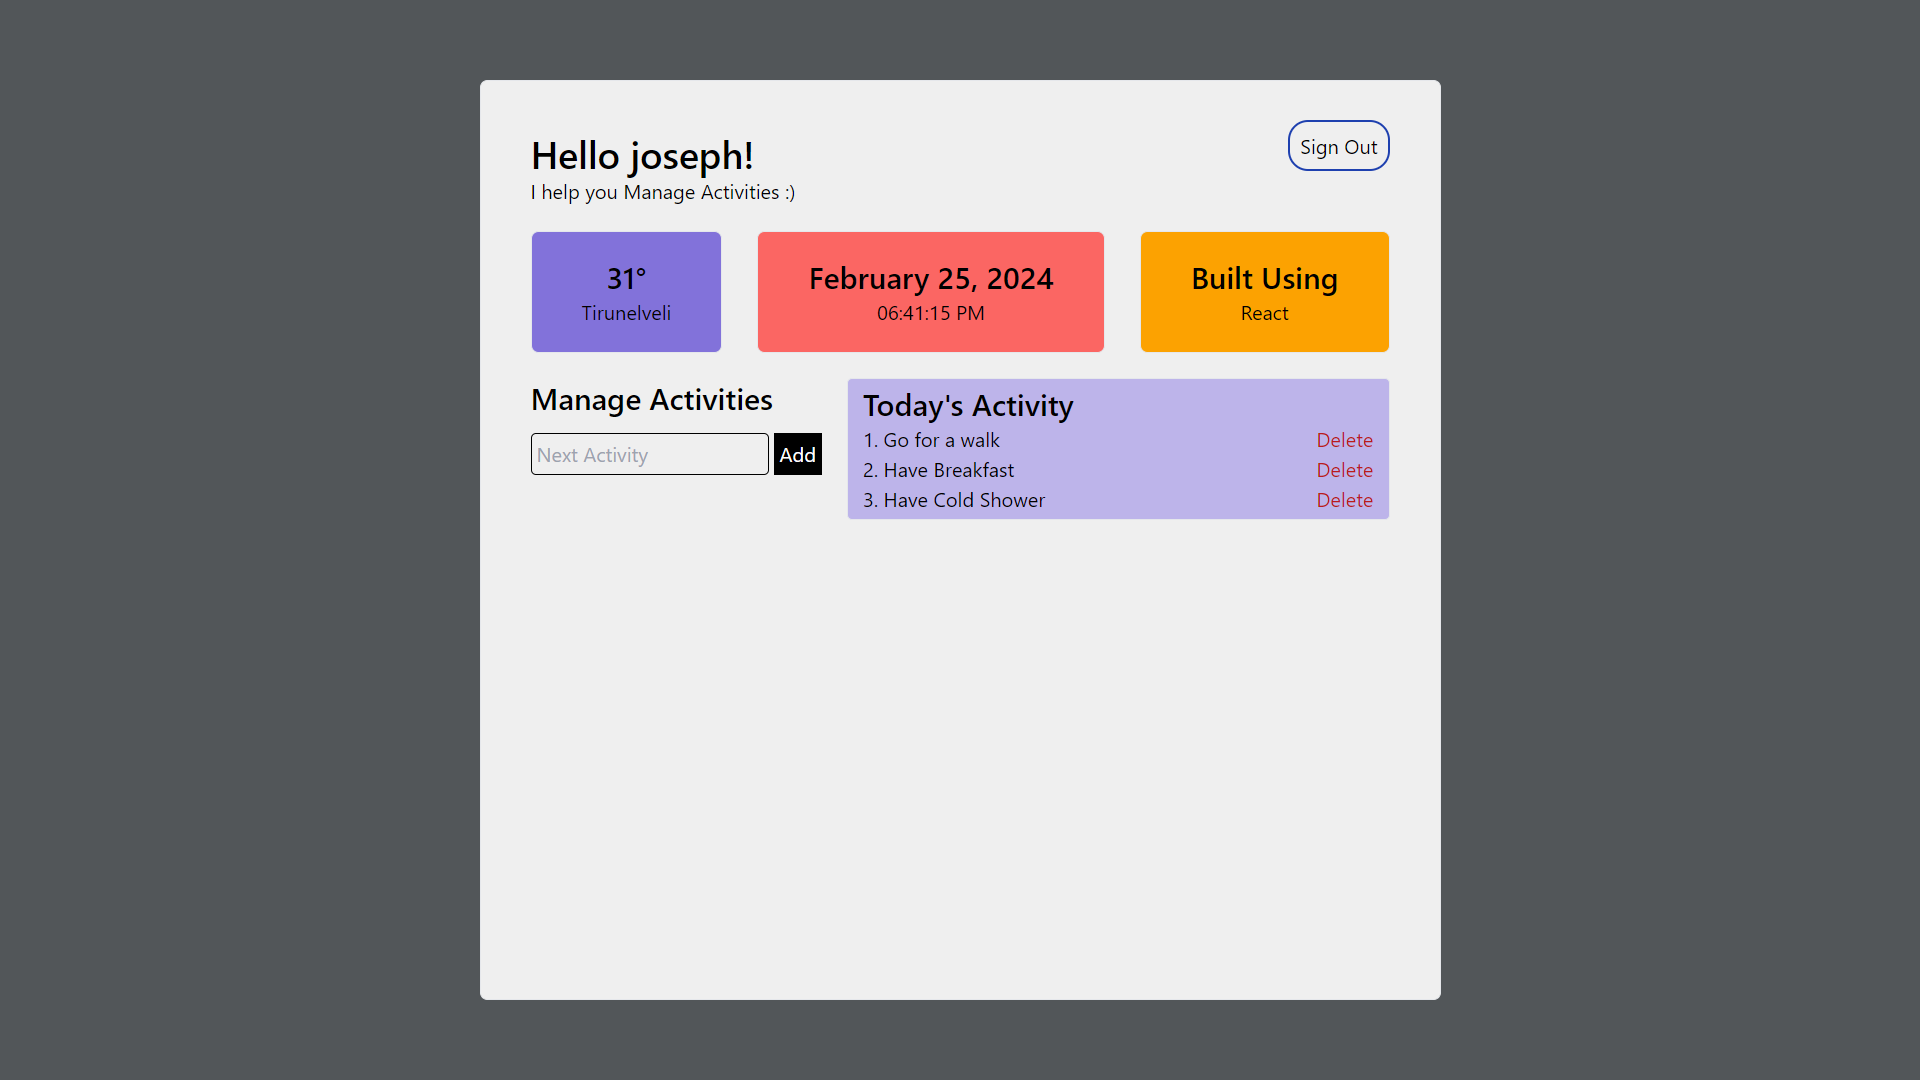 Hello joseph!
I help you Manage Activities :)
Sign Out
31°
Tirunelveli
February 25, 2024
06:41:15 PM
Built Using
React
Manage Activities
Next Activity
Add
Today's Activity
1. Go for a walk
Delete
2. Have Breakfast
Delete
3. Have Cold Shower
Delete